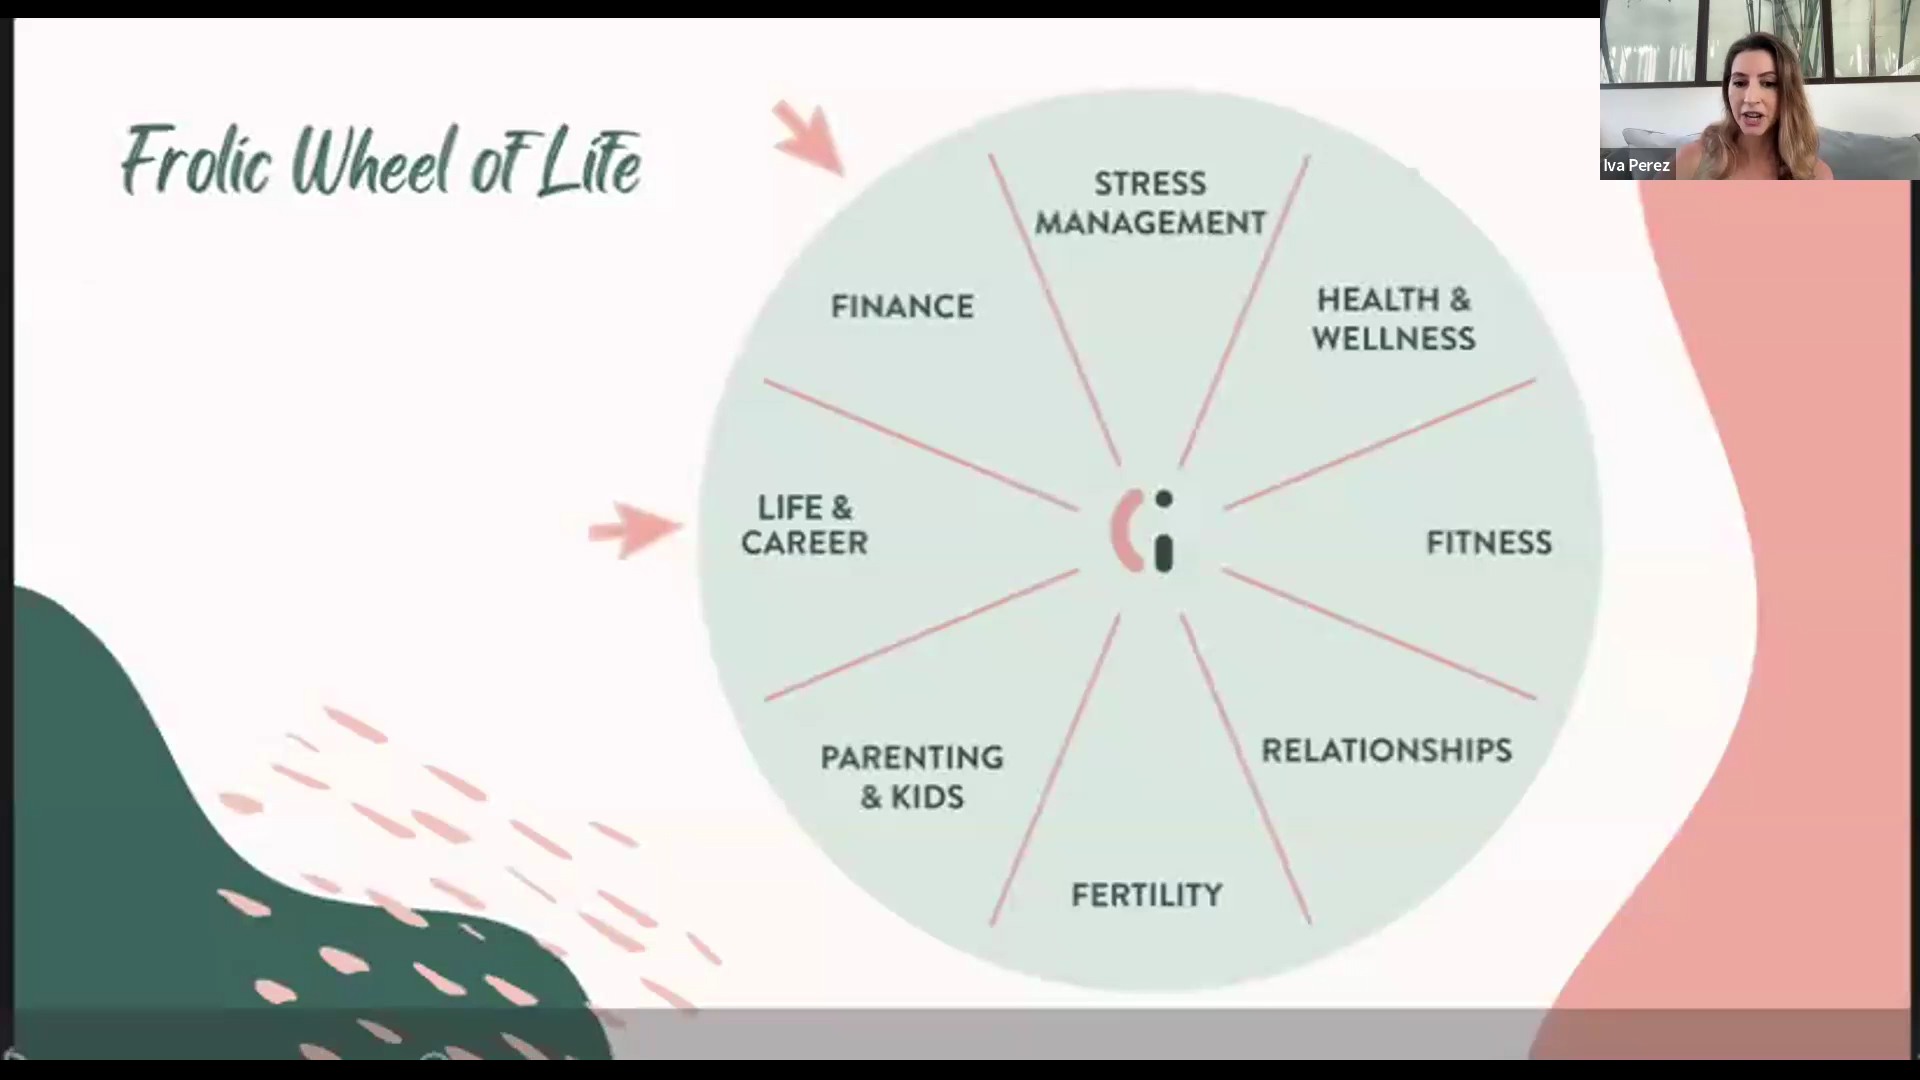 Frolic Wheel of Life
STRESS
MANAGEMENT
HEALTH &
WELLNESS
FITNESS
RELATIONSHIPS
FERTILITY
PARENTING
& KIDS
LIFE &
CAREER
FINANCE
Iva Perez